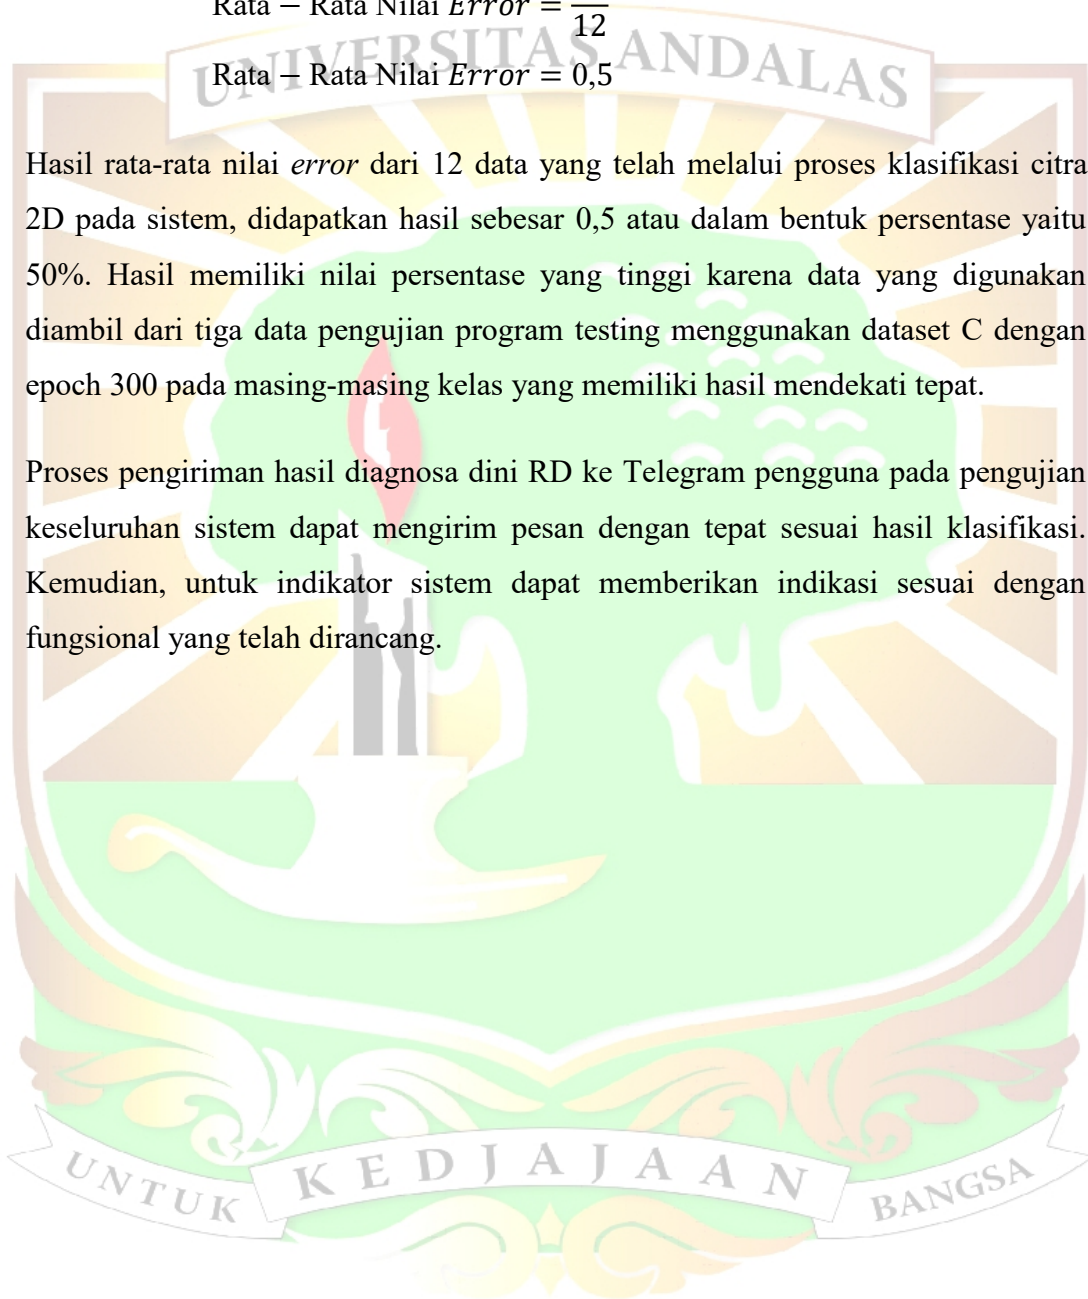 Rata − Rata Nilai Error =
12
UNIVERSITAS ANDALAS
Rata − Rata Nilai Error = 0,5
Hasil rata-rata nilai error dari 12 data yang telah melalui proses klasifikasi citra
2D pada sistem, didapatkan hasil sebesar 0,5 atau dalam bentuk persentase yaitu
50%. Hasil memiliki nilai persentase yang tinggi karena data yang digunakan
diambil dari tiga data pengujian program testing menggunakan dataset C dengan
epoch 300 pada masing-masing kelas yang memiliki hasil mendekati tepat.
Proses pengiriman hasil diagnosa dini RD ke Telegram pengguna pada pengujian
keseluruhan sistem dapat mengirim pesan dengan tepat sesuai hasil klasifikasi.
Kemudian, untuk indikator sistem dapat memberikan indikasi sesuai dengan
fungsional yang telah dirancang.
UNTUK KEDJAJAAN BANGSA